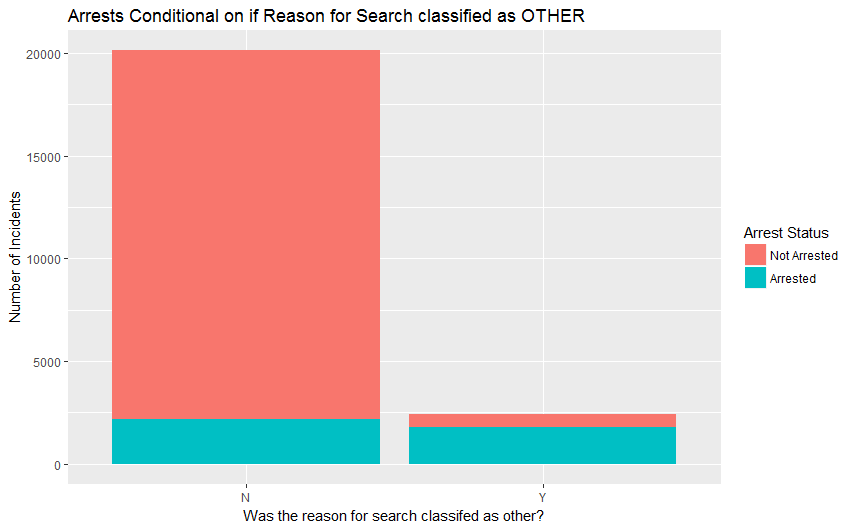 Arrests Conditional on if Reason for Search classified as OTHER
Number of Incidents
20000
15000
10000
5000
0
N
Y
Was the reason for search classifed as other?
Arrest Status
Not Arrested
Arrested